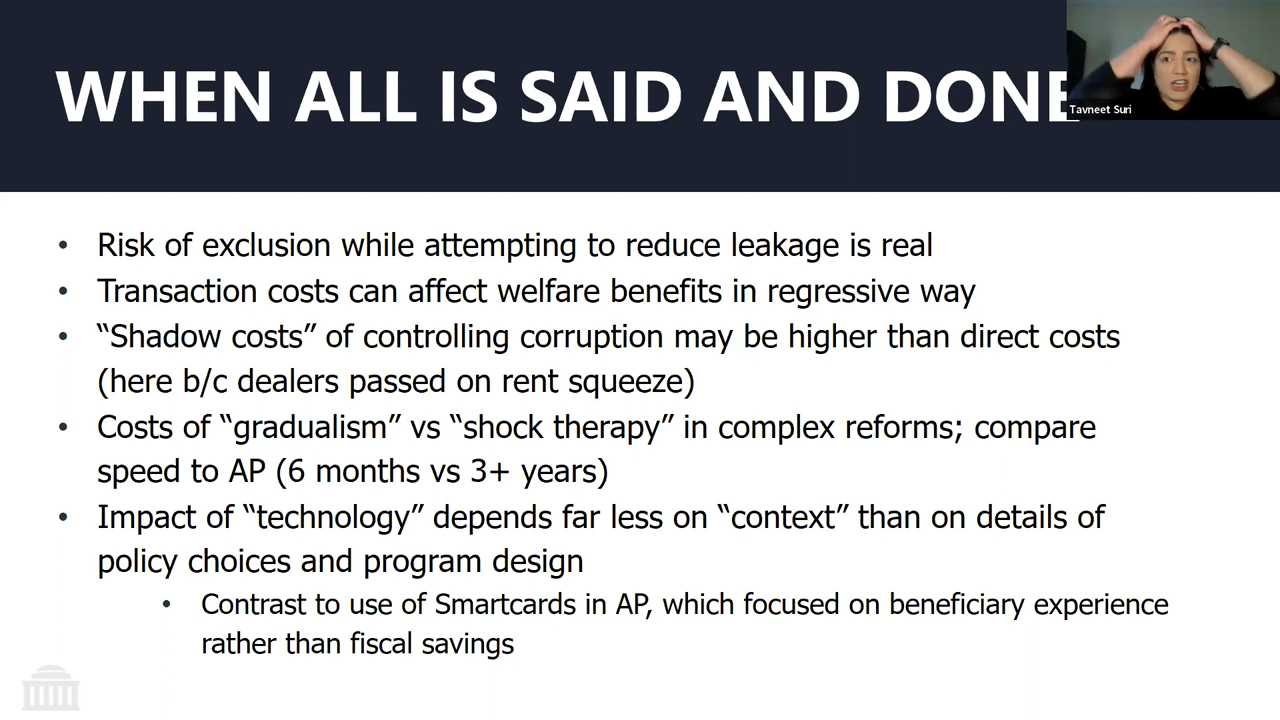 WHEN ALL IS SAID AND DONE
Tavneet Suri
• Risk of exclusion while attempting to reduce leakage is real
• Transaction costs can affect welfare benefits in regressive way
• “Shadow costs” of controlling corruption may be higher than direct costs
(here b/c dealers passed on rent squeeze)
• Costs of “gradualism” vs “shock therapy” in complex reforms; compare
speed to AP (6 months vs 3+ years)
• Impact of “technology” depends far less on “context” than on details of
policy choices and program design
• Contrast to use of Smartcards in AP, which focused on beneficiary experience
rather than fiscal savings